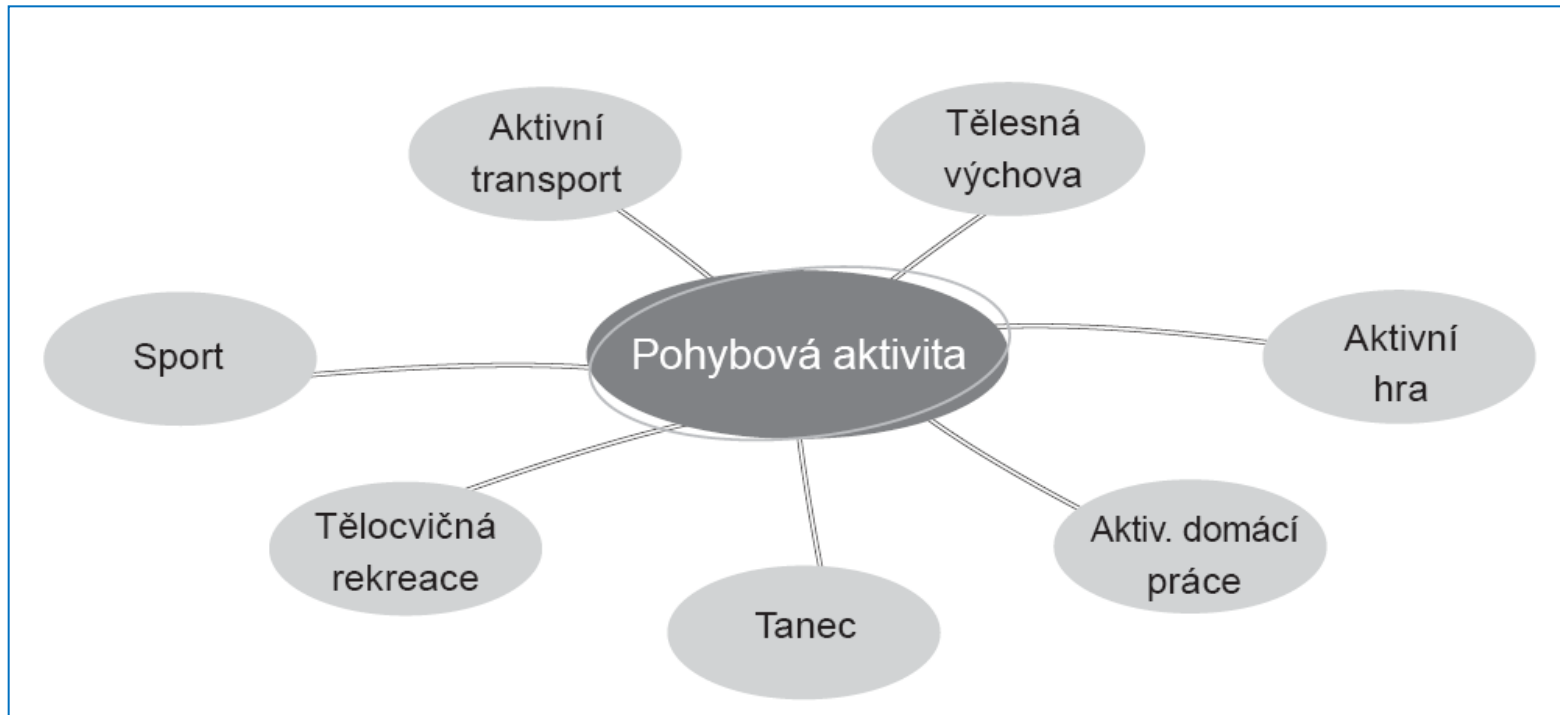 Aktivní
transport
Tělesná
výchova
Sport
Pohybová aktivita
Aktivní
hra
Tělocvičná
rekreace
Tanec
Aktiv. domácí
práce